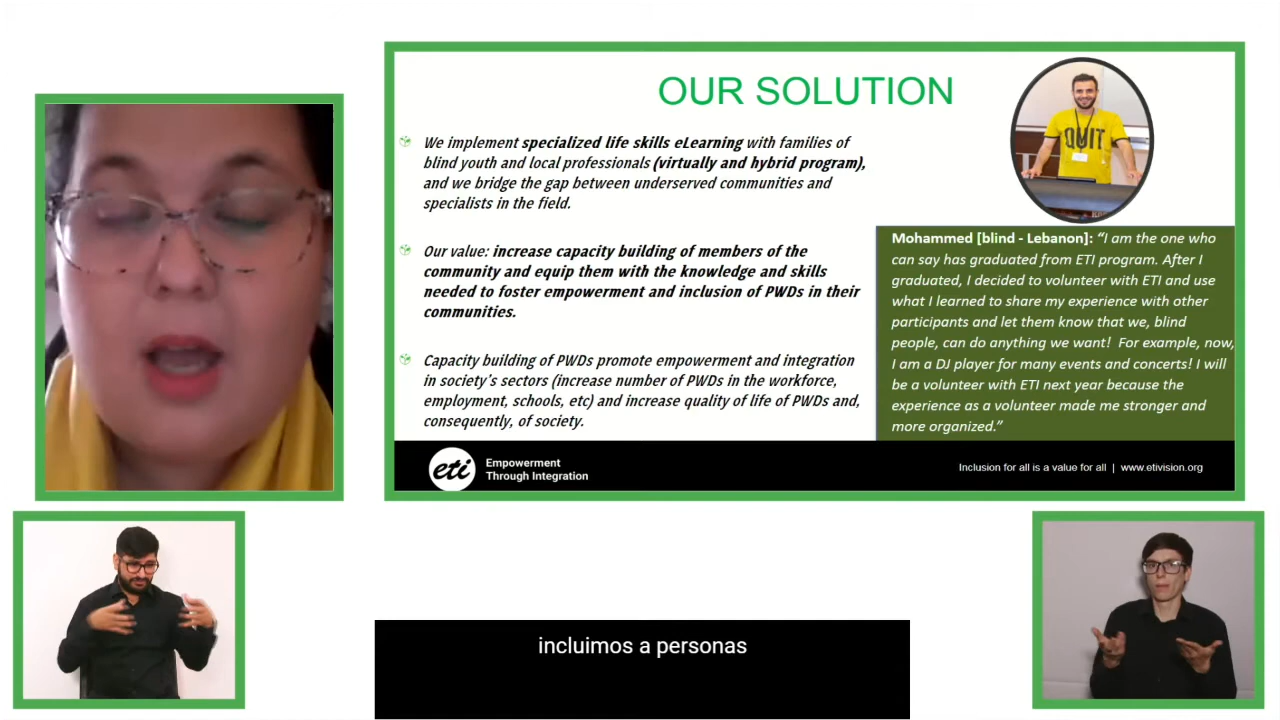 OUR SOLUTION
We implement specialized life skills eLearning with families of
blind youth and local professionals (virtually and hybrid program),
and we bridge the gap between underserved communities and
specialists in the field.
Our value: increase capacity building of members of the
community and equip them with the knowledge and skills
needed to foster empowerment and inclusion of PWDs in their
communities.
Capacity building of PWDs promote empowerment and integration
in society's sectors (increase number of PWDs in the workforce,
employment, schools, etc) and increase quality of life of PWDs and,
consequently, of society.
QUIT
Mohammed [blind - Lebanon]: “I am the one who
can say has graduated from ETI program. After I
graduated, I decided to volunteer with ETI and use
what I learned to share my experience with other
participants and let them know that we, blind
people, can do anything we want! For example, now,
I am a DJ player for many events and concerts! I will
be a volunteer with ETI next year because the
experience as a volunteer made me stronger and
more organized.”
eti
Empowerment
Through Integration
Inclusion for all is a value for all | www.etivision.org
incluimos a personas